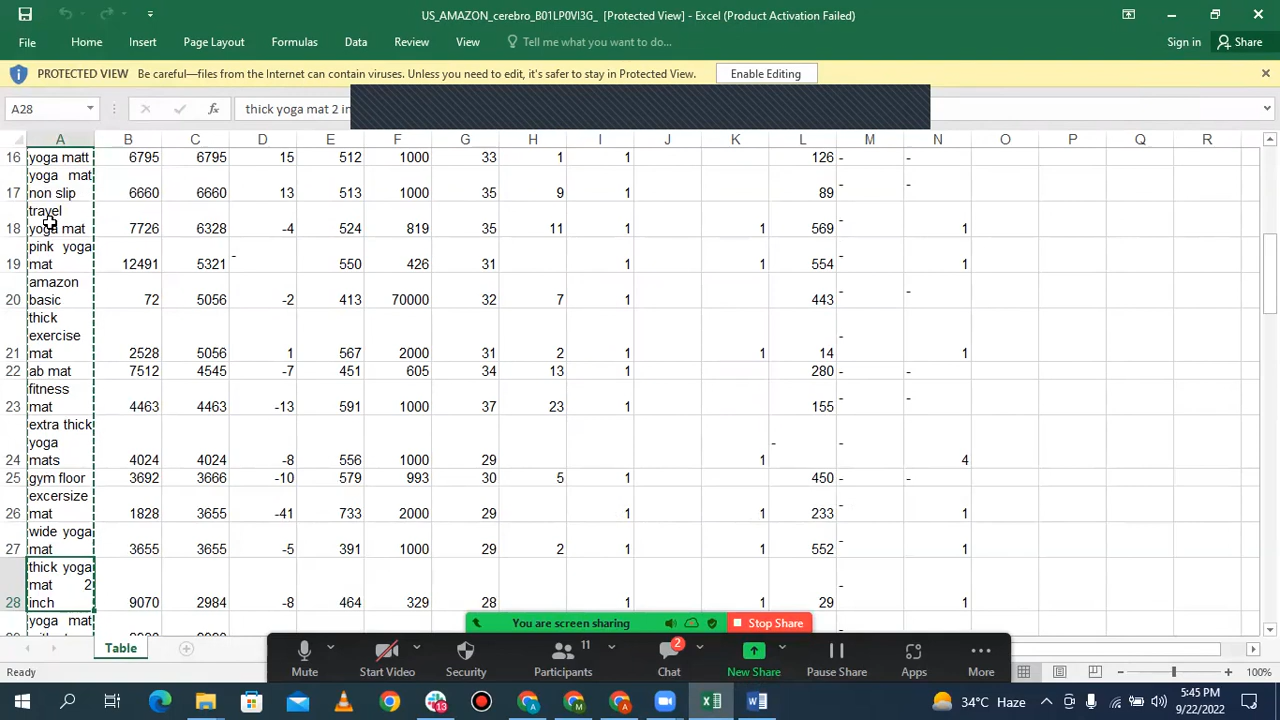 US_AMAZON_cerebro_B01LP0VI3G_ [Protected View] - Excel (Product Activation Failed)
File Home Insert Page Layout Formulas Data Review View Tell me what you want to do... Sign in Share
PROTECTED VIEW Be careful—files from the Internet can contain viruses. Unless you need to edit, it's safer to stay in Protected View. Enable Editing
A28 fx thick yoga mat 2 in
A B C D E F G H I J K L M N O P Q R
16 yoga matt 6795 6795 15 512 1000 33 1 1 126 - -
17 yoga mat non slip 6660 6660 13 513 1000 35 9 1 89 - -
18 travel yoga mat 7726 6328 -4 524 819 35 11 1 1 569 - 1
19 pink yoga mat 12491 5321 - 550 426 31 1 1 554 - 1
20 amazon basic 72 5056 -2 413 70000 32 7 1 443 - -
21 thick exercise mat 2528 5056 1 567 2000 31 2 1 1 14 - 1
22 ab mat 7512 4545 -7 451 605 34 13 1 280 - -
23 fitness mat 4463 4463 -13 591 1000 37 23 1 155 - -
24 extra thick yoga mats 4024 4024 -8 556 1000 29 1 - - 4
25 gym floor 3692 3666 -10 579 993 30 5 1 450 - -
26 excersize mat 1828 3655 -41 733 2000 29 1 1 233 - 1
27 wide yoga mat 3655 3655 -5 391 1000 29 2 1 1 552 - 1
28 thick yoga mat 2 inch 9070 2984 -8 464 329 28 1 1 29 - 1
yoga mat
You are screen sharing Stop Share
Table
11 2
Mute Start Video Security Participants Chat New Share Pause Share Apps More
Ready 100%
13 34°C Haze 5:45 PM
9/22/2022